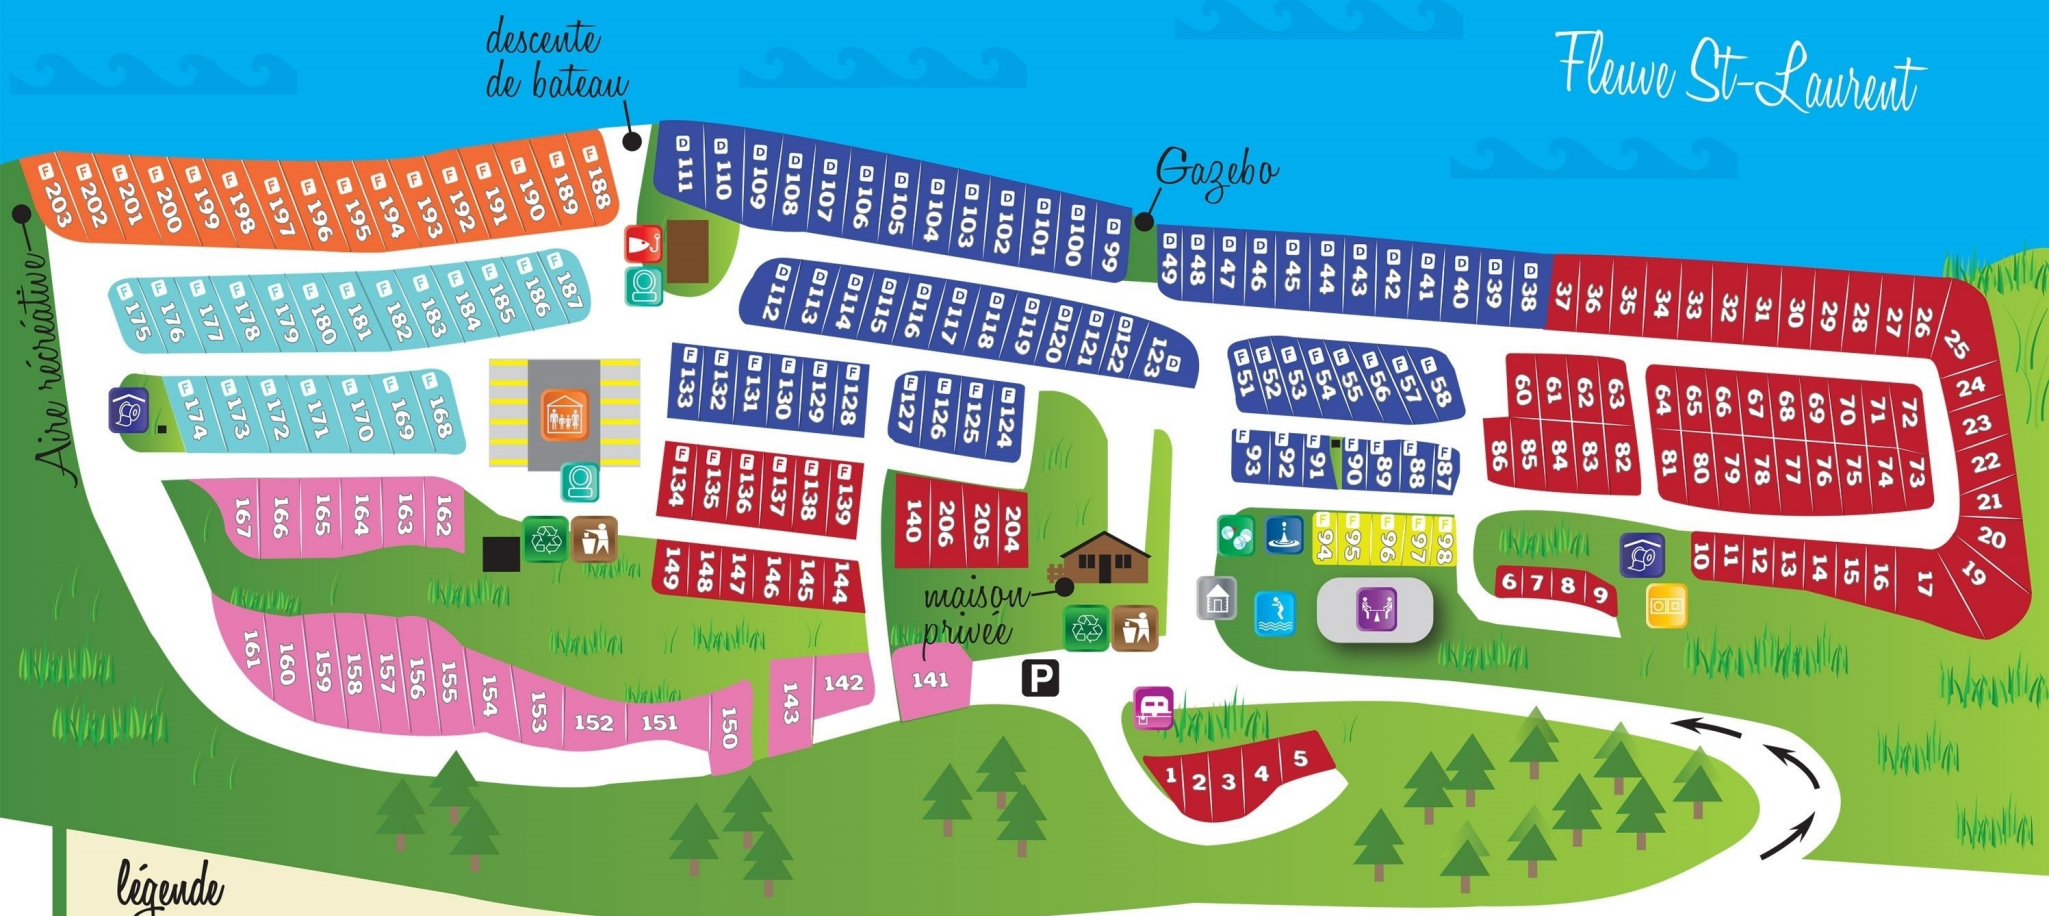 descente
de bateau
Fleuve St-Laurent
Gazebo
Aire récréative
F 203
F 202
F 201
F 200
F 199
F 198
F 197
F 196
F 195
F 194
F 193
F 192
F 191
F 190
F 189
F 188
D 111
D 110
D 109
D 108
D 107
D 106
D 105
D 104
D 103
D 102
D 101
D 100
D 99
D 49
D 48
D 47
D 46
D 45
D 44
D 43
D 42
D 41
D 40
D 39
D 38
37
36
35
34
33
32
31
30
29
28
27
26
25
24
23
22
21
20
19
17
16
15
14
13
12
11
10
F 175
F 176
F 177
F 178
F 179
F 180
F 181
F 182
F 183
F 184
F 185
F 186
F 187
D 112
D 113
D 114
D 115
D 116
D 117
D 118
D 119
D 120
D 121
D 122
123 D
F 174
F 173
F 172
F 171
F 170
F 169
F 168
F 133
F 132
F 131
F 130
F 129
F 128
F 127
F 126
F 125
F 124
F 51
F 52
F 53
F 54
F 55
F 56
F 57
F 58
60
61
62
63
64
65
66
67
68
69
70
71
72
F 93
F 92
F 91
F 90
F 89
F 88
F 87
86
85
84
83
82
81
80
79
78
77
76
75
74
73
F 134
F 135
F 136
F 137
F 138
F 139
140
206
205
204
F 94
F 95
F 96
F 97
F 98
167
166
165
164
163
162
149
148
147
146
145
144
6
7
8
9
maison
privée
161
160
159
158
157
156
155
154
153
152
151
150
143
142
141
P
1
2
3
4
5
légende